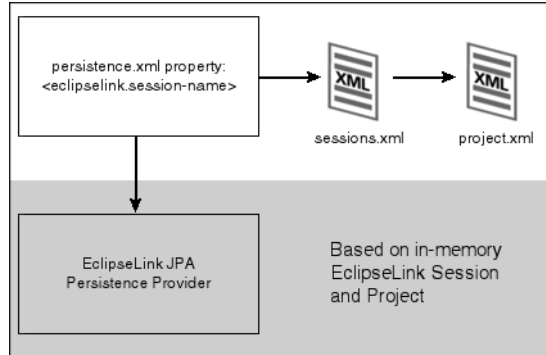 persistence.xml property:
<eclipselink.session-name>
XML
XML
sessions.xml
project.xml
EclipseLink JPA
Persistence Provider
Based on in-memory
EclipseLink Session
and Project